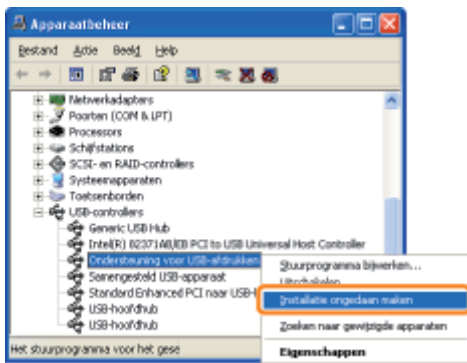 Apparaatbeheer
Bestand Actie Beeld Help
Netwerkadapters
Poorten (COM & LPT)
Processors
Schijfstations
SCSI- en RAID-controllers
Systeemapparaten
Toetsenborden
USB-controllers
Generic USB Hub
Intel(R) 82371AB/EB PCI to USB Universal Host Controller
Ondersteuning voor USB-afdrukken
Samengesteld USB-apparaat
Standard Enhanced PCI naar USB-
USB-hoofdhub
USB-hoofdhub
Stuurprogramma bijwerken...
Uitschakelen
Installatie ongedaan maken
Zoeken naar gewijzigde apparaten
Eigenschappen
Het stuurprogramma voor het gese